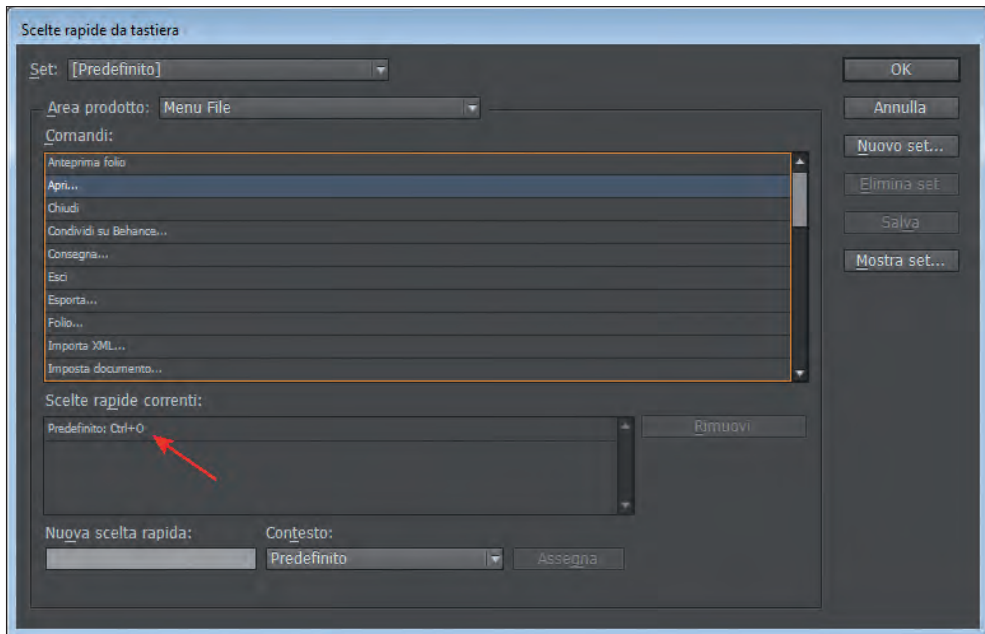 Scelte rapide da tastiera
Set: [Predefinito]
OK
Area prodotto: Menu File
Annulla
Comandi:
Nuovo set...
Anteprima folio
Apri...
Elimina set
Chiudi
Condividi su Behance...
Salva
Consegna...
Mostra set...
Esci
Esporta...
Folio...
Importa XML...
Imposta documento...
Scelte rapide correnti:
Predefinito: Ctrl+O
Rimuovi
Nuova scelta rapida:
Contesto:
Predefinito
Assegna